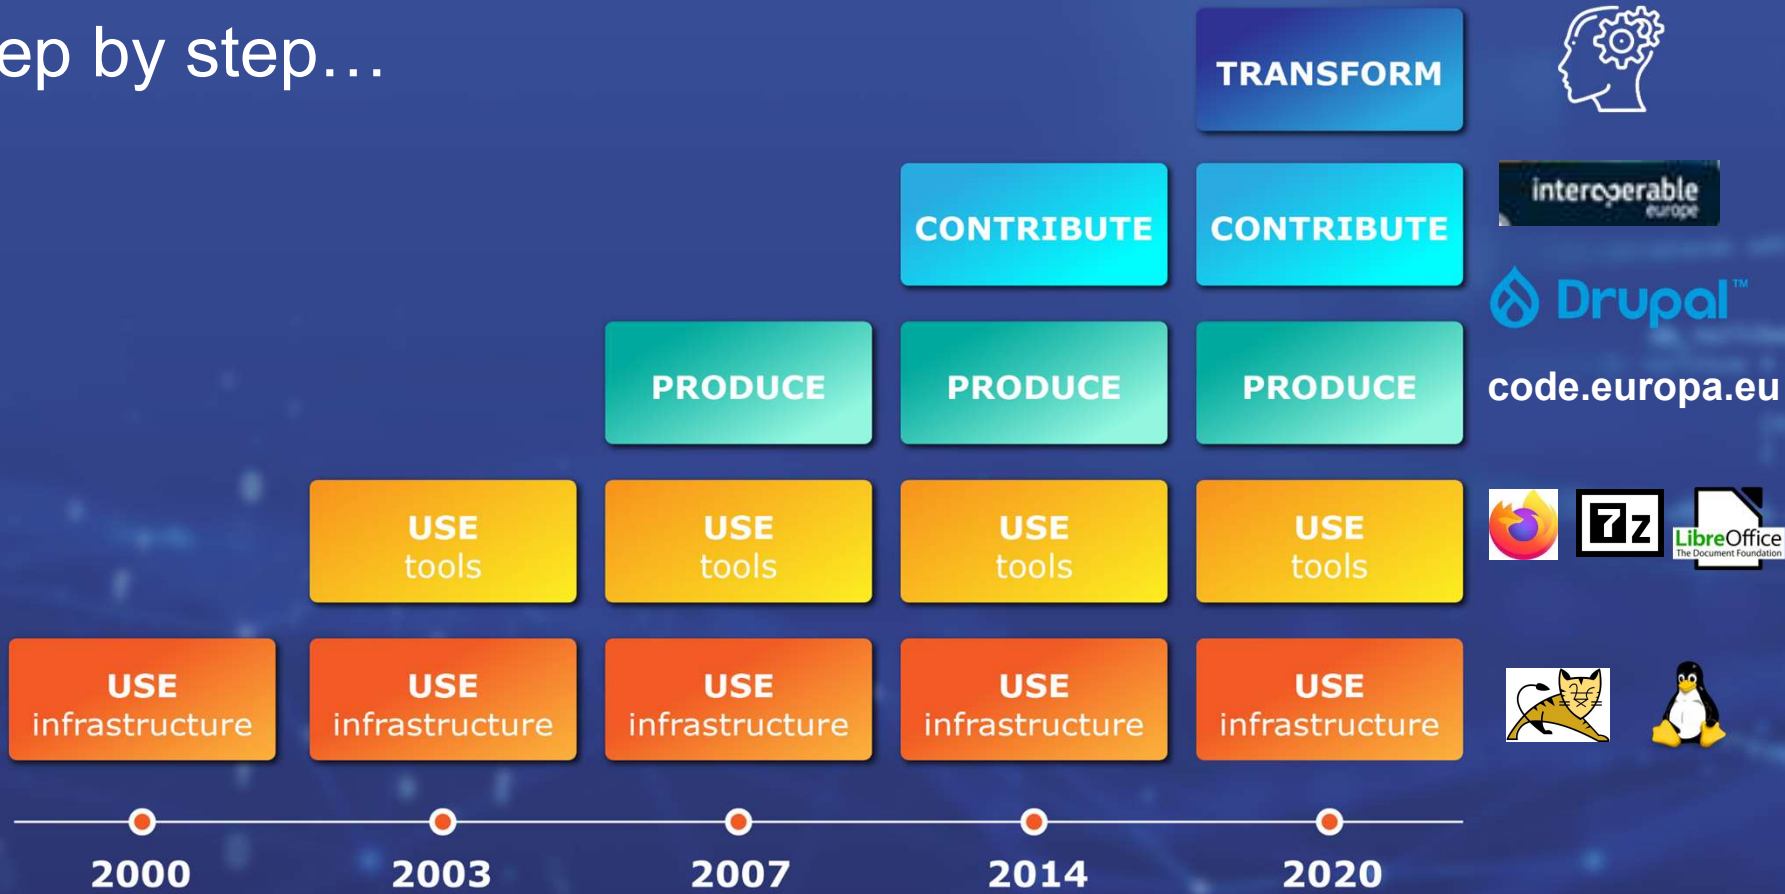 ep by step...
TRANSFORM
CONTRIBUTE
CONTRIBUTE
interoperable
europe
Drupal™
PRODUCE
PRODUCE
PRODUCE
code.europa.eu
USE
tools
USE
tools
USE
tools
USE
tools
7z
LibreOffice
The Document Foundation
USE
infrastructure
USE
infrastructure
USE
infrastructure
USE
infrastructure
USE
infrastructure
2000
2003
2007
2014
2020